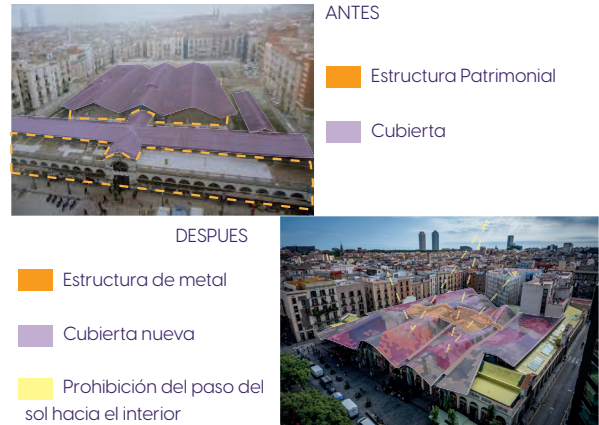 ANTES
Estructura Patrimonial
Cubierta
DESPUES
Estructura de metal
Cubierta nueva
Prohibición del paso del
sol hacia el interior